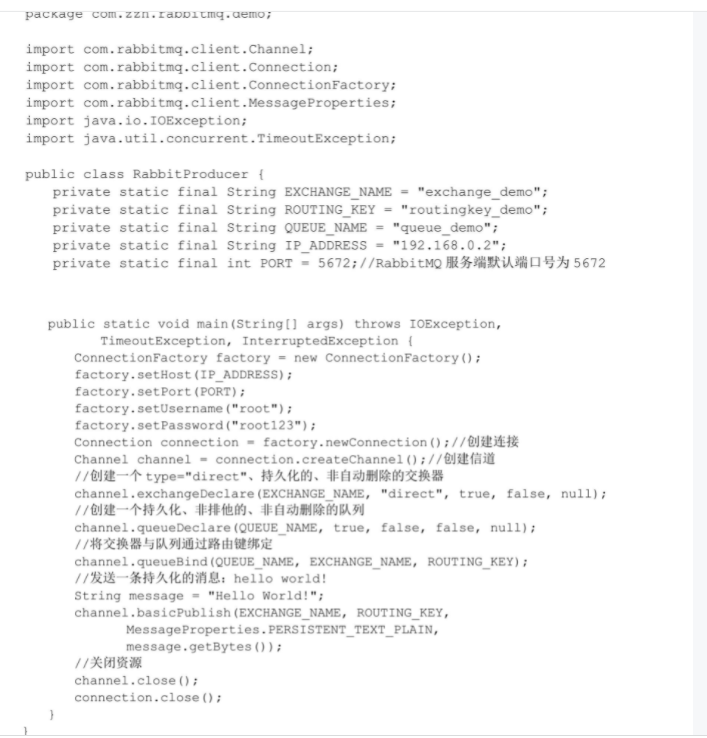 package com.zzh.rabbitmq.demo;
import com.rabbitmq.client.Channel;
import com.rabbitmq.client.Connection;
import com.rabbitmq.client.ConnectionFactory;
import com.rabbitmq.client.MessageProperties;
import java.io.IOException;
import java.util.concurrent.TimeoutException;
public class RabbitProducer {
private static final String EXCHANGE_NAME = "exchange_demo";
private static final String ROUTING_KEY = "routingkey_demo";
private static final String QUEUE_NAME = "queue_demo";
private static final String IP_ADDRESS = "192.168.0.2";
private static final int PORT = 5672;//RabbitMQ 服务端默认端口号为 5672
public static void main(String[] args) throws IOException,
TimeoutException, InterruptedException {
ConnectionFactory factory = new ConnectionFactory();
factory.setHost(IP_ADDRESS);
factory.setPort(PORT);
factory.setUsername("root");
factory.setPassword("root123");
Connection connection = factory.newConnection();//创建连接
Channel channel = connection.createChannel();//创建信道
//创建一个 type="direct"、持久化的、非自动删除的交换器
channel.exchangeDeclare(EXCHANGE_NAME, "direct", true, false, null);
//创建一个持久化、非排他的、非自动删除的队列
channel.queueDeclare(QUEUE_NAME, true, false, false, null);
//将交换器与队列通过路由键绑定
channel.queueBind(QUEUE_NAME, EXCHANGE_NAME, ROUTING_KEY);
//发送一条持久化的消息：hello world!
String message = "Hello World!";
channel.basicPublish(EXCHANGE_NAME, ROUTING_KEY,
MessageProperties.PERSISTENT_TEXT_PLAIN,
message.getBytes());
//关闭资源
channel.close();
connection.close();
}
}